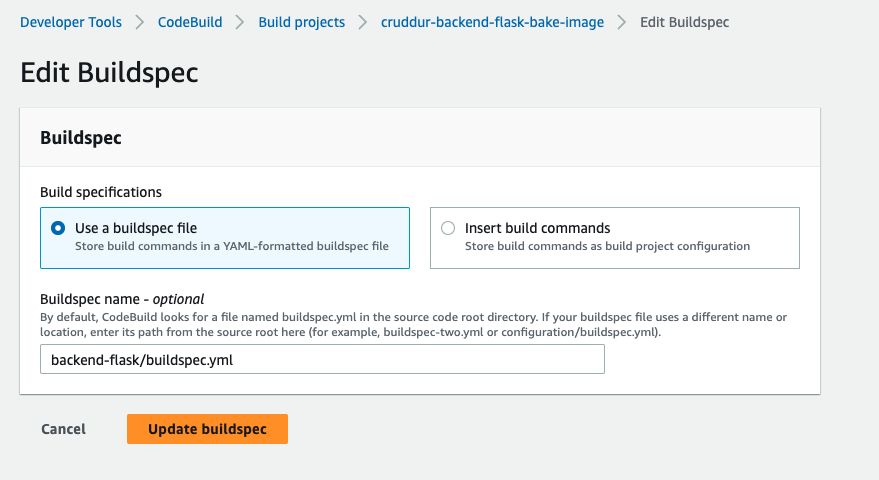 Developer Tools > CodeBuild > Build projects > cruddur-backend-flask-bake-image > Edit Buildspec
Edit Buildspec
Buildspec
Build specifications
Use a buildspec file
Store build commands in a YAML-formatted buildspec file
Insert build commands
Store build commands as build project configuration
Buildspec name - optional
By default, CodeBuild looks for a file named buildspec.yml in the source code root directory. If your buildspec file uses a different name or
location, enter its path from the source root here (for example, buildspec-two.yml or configuration/buildspec.yml).
backend-flask/buildspec.yml
Cancel
Update buildspec